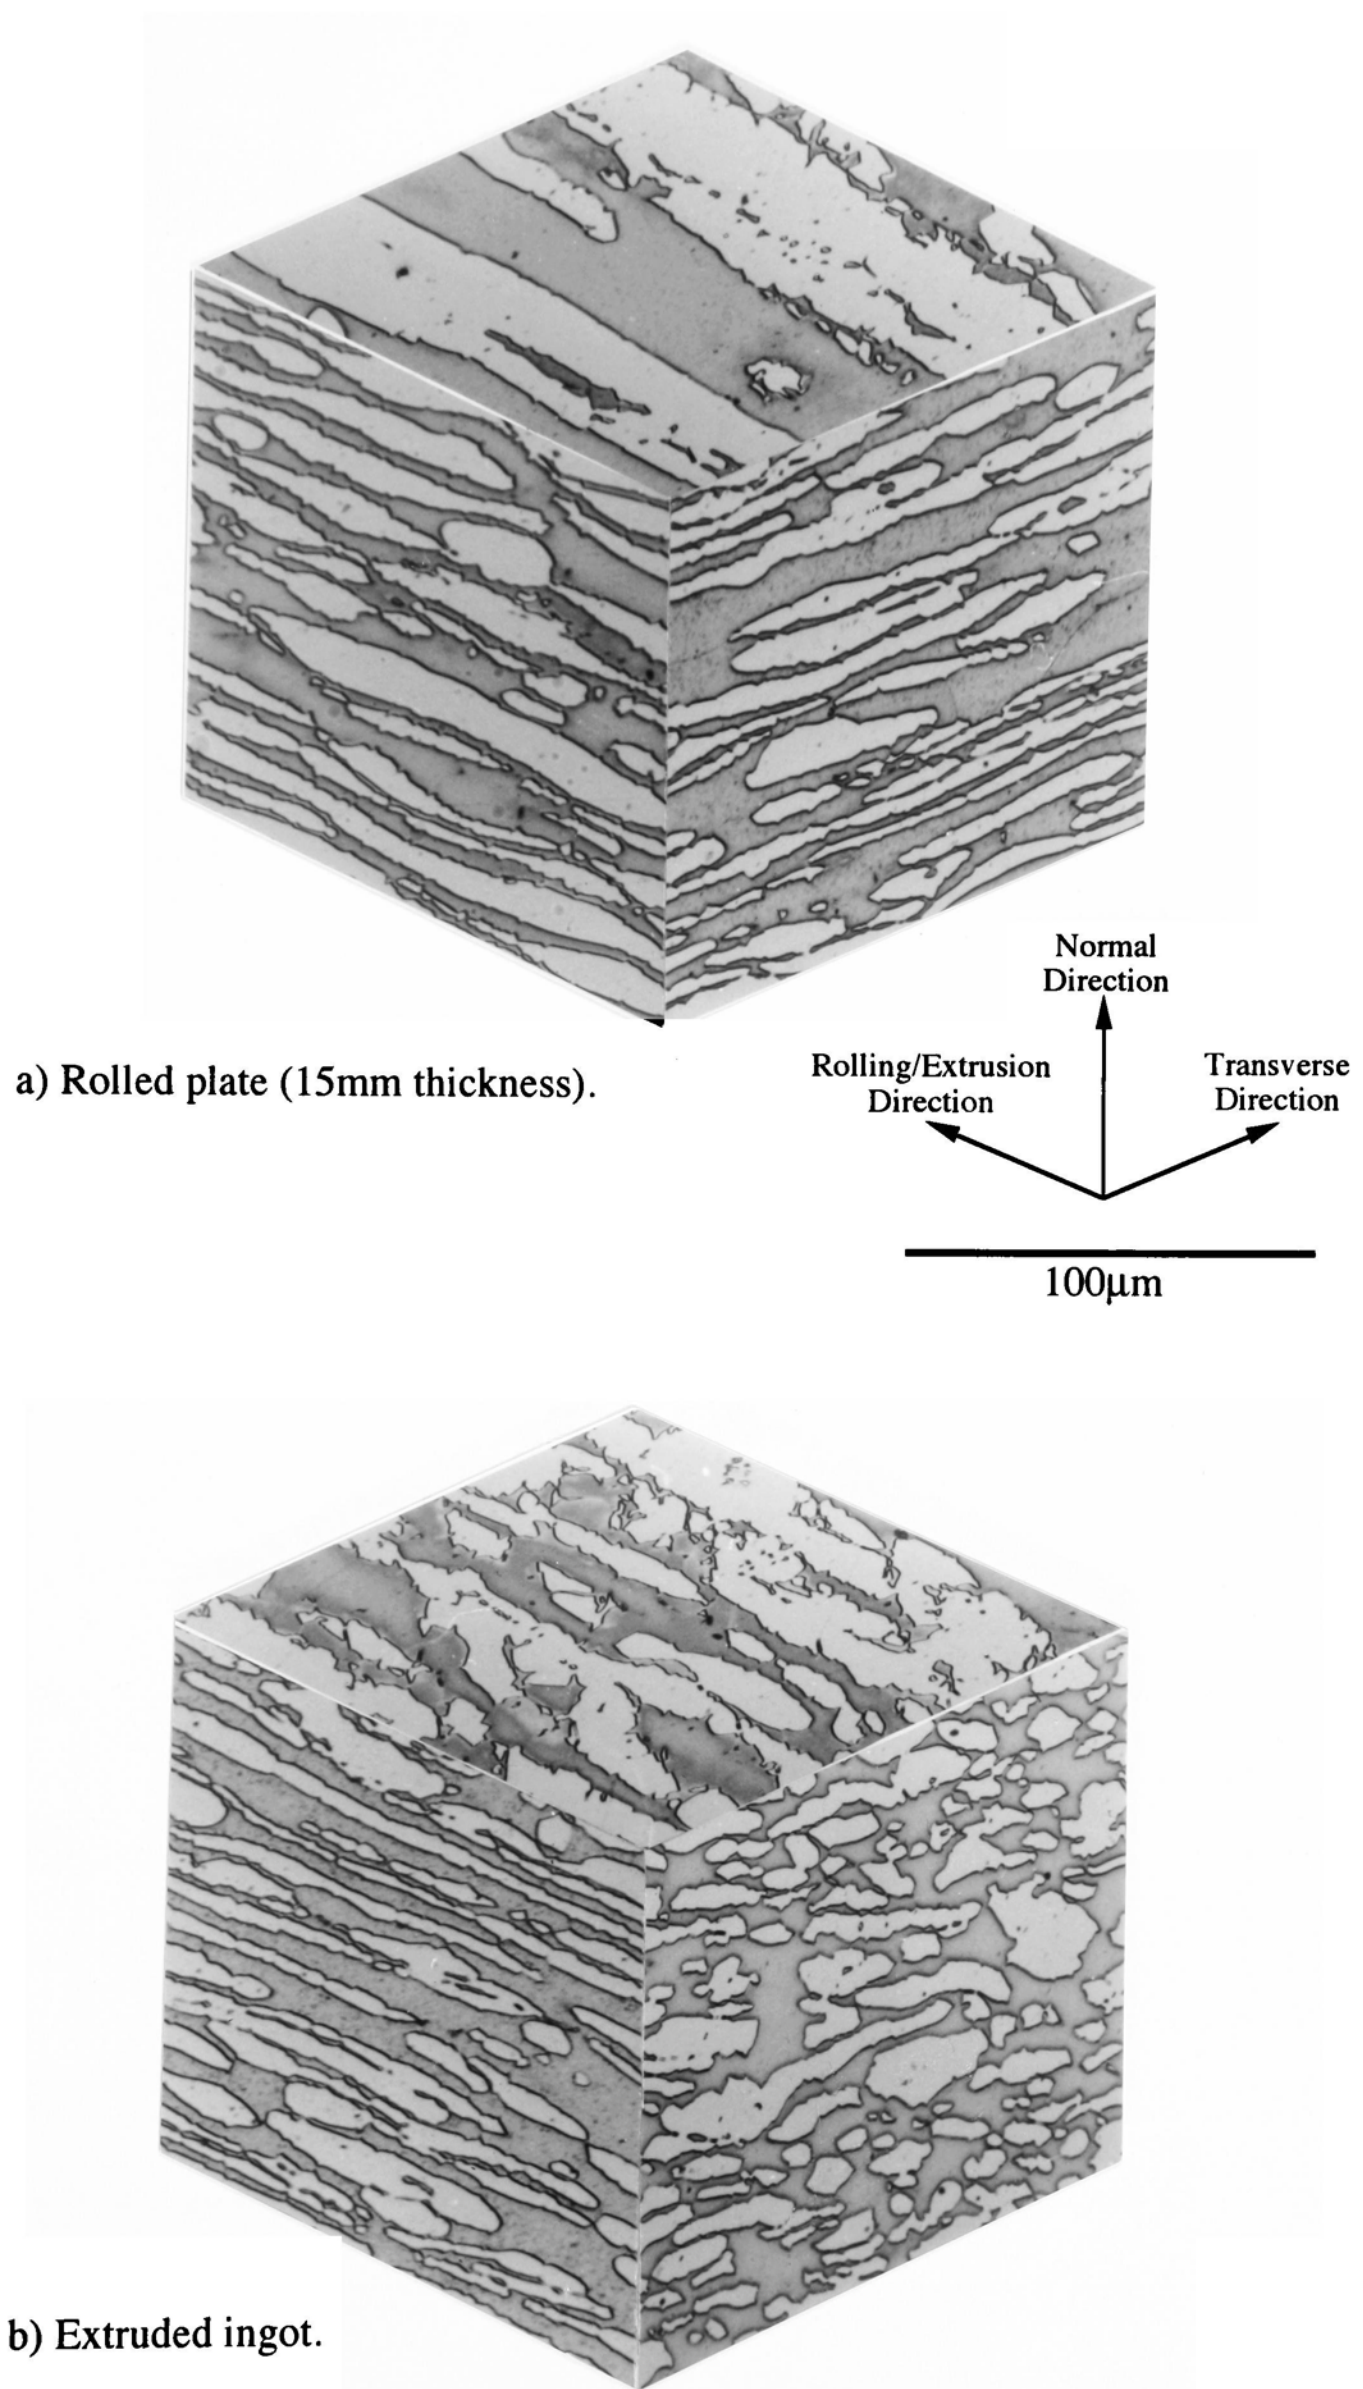 Normal
Direction
Rolling/Extrusion
Direction
Transverse
Direction
a) Rolled plate (15mm thickness).
100μm
b) Extruded ingot.